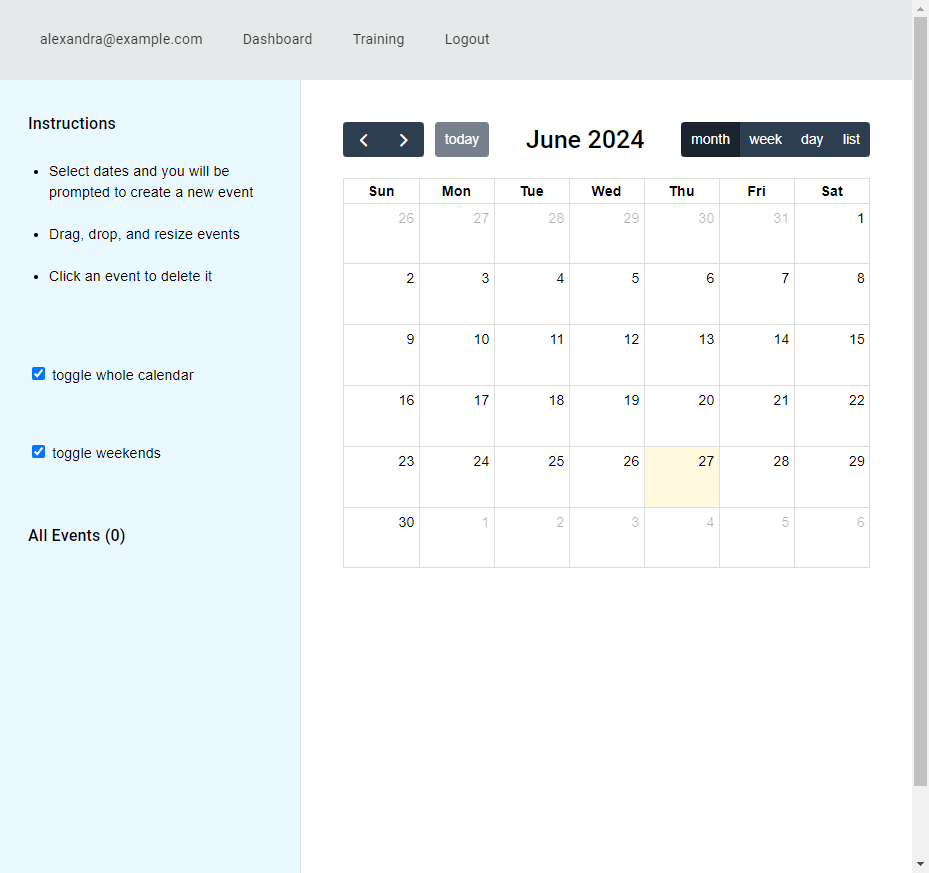 alexandra@example.com Dashboard Training Logout
Instructions
Select dates and you will be
prompted to create a new event
Drag, drop, and resize events
Click an event to delete it
toggle whole calendar
toggle weekends
All Events (0)
today June 2024 month week day list
Sun Mon Tue Wed Thu Fri Sat
26 27 28 29 30 31 1
2 3 4 5 6 7 8
9 10 11 12 13 14 15
16 17 18 19 20 21 22
23 24 25 26 27 28 29
30 1 2 3 4 5 6